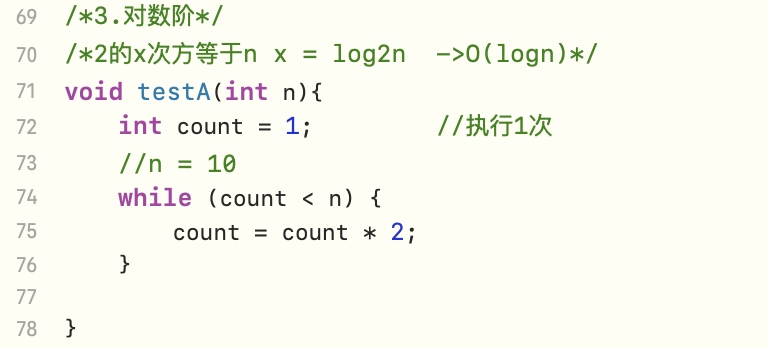 69 /*3.对数阶*/
70 /*2的x次方等于n x = log2n  ->O(logn)*/
71 void testA(int n){
72     int count = 1;         //执行1次
73     //n = 10
74     while (count < n) {
75         count = count * 2;
76     }
77
78 }